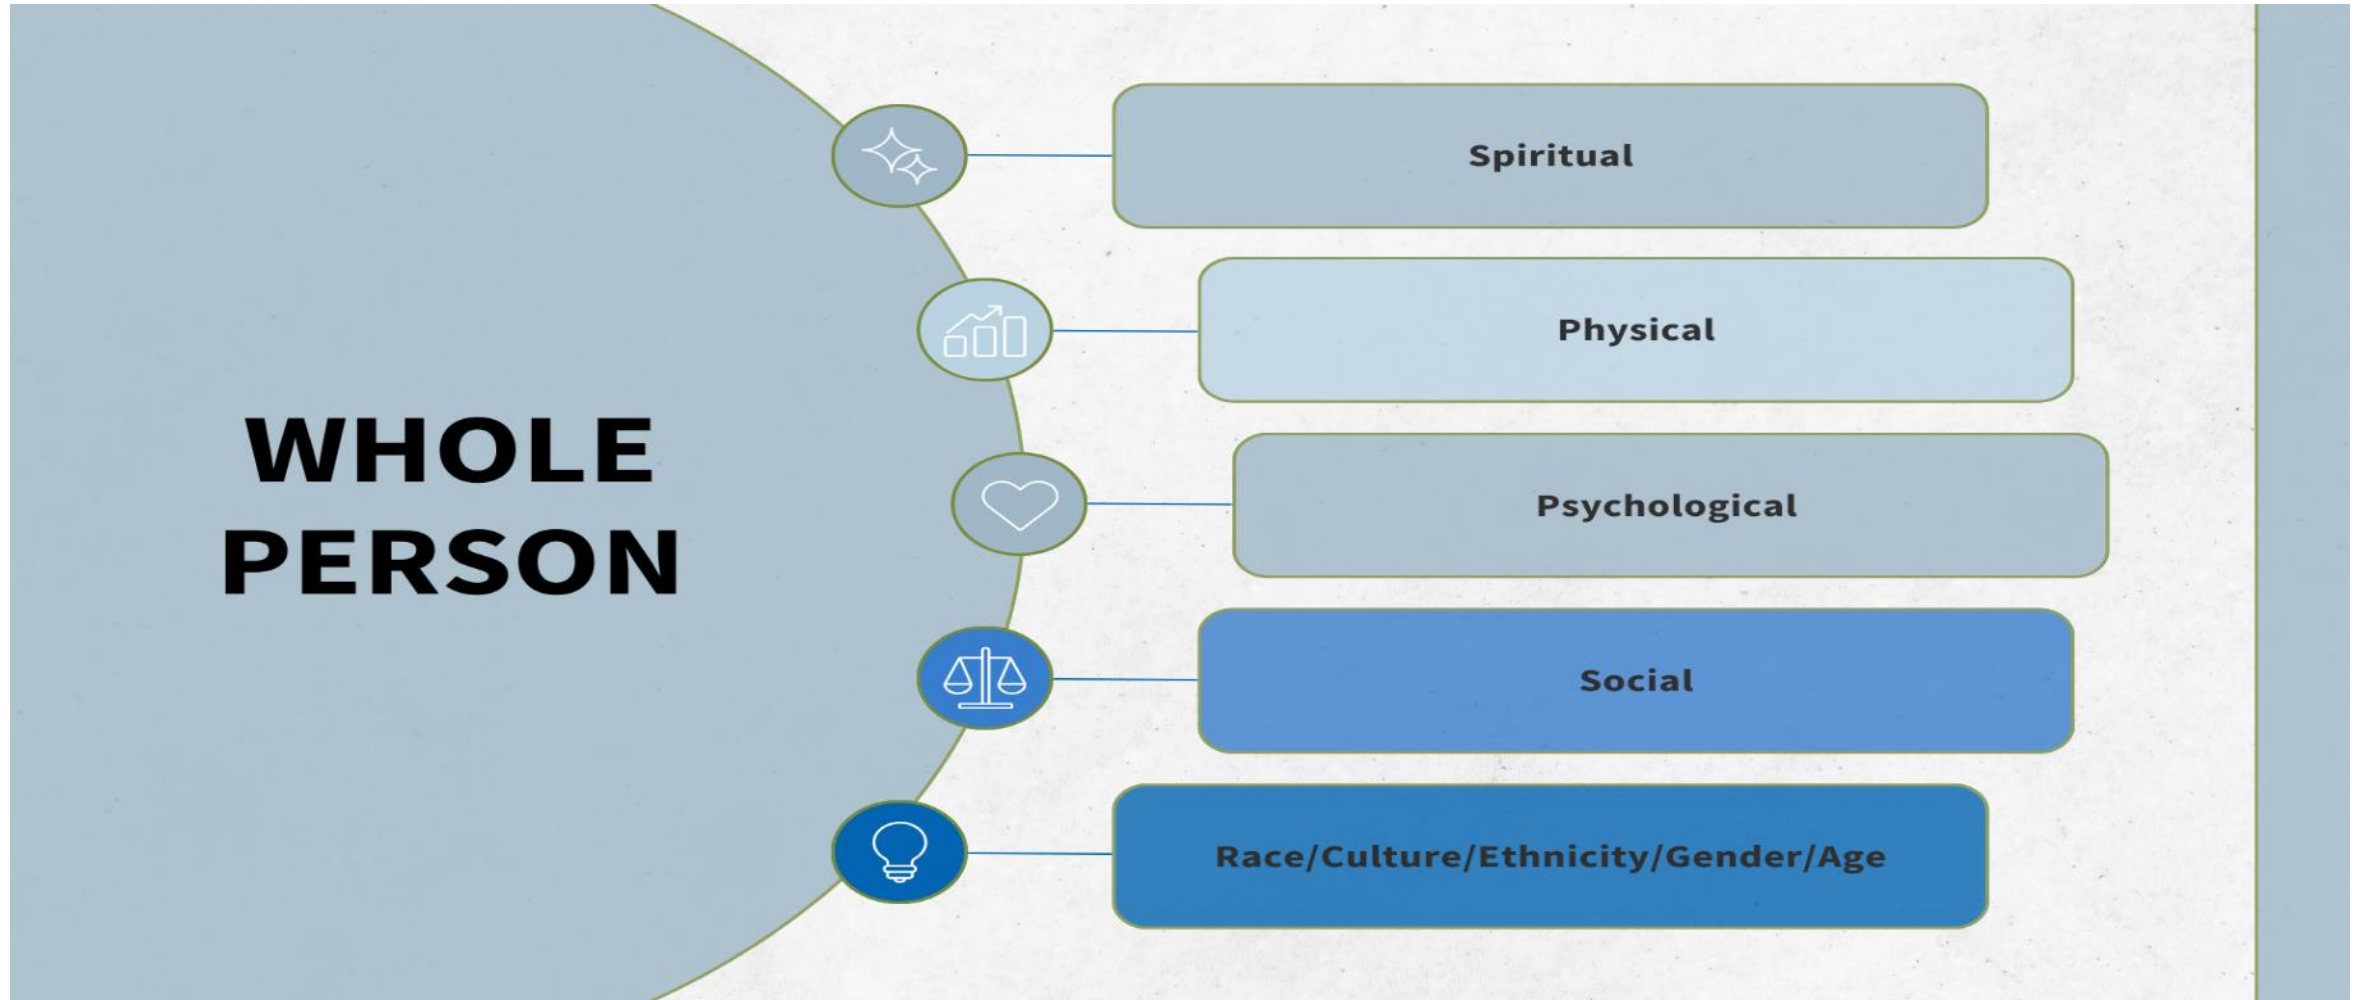 WHOLE
PERSON
Spiritual
Physical
Psychological
Social
Race/Culture/Ethnicity/Gender/Age